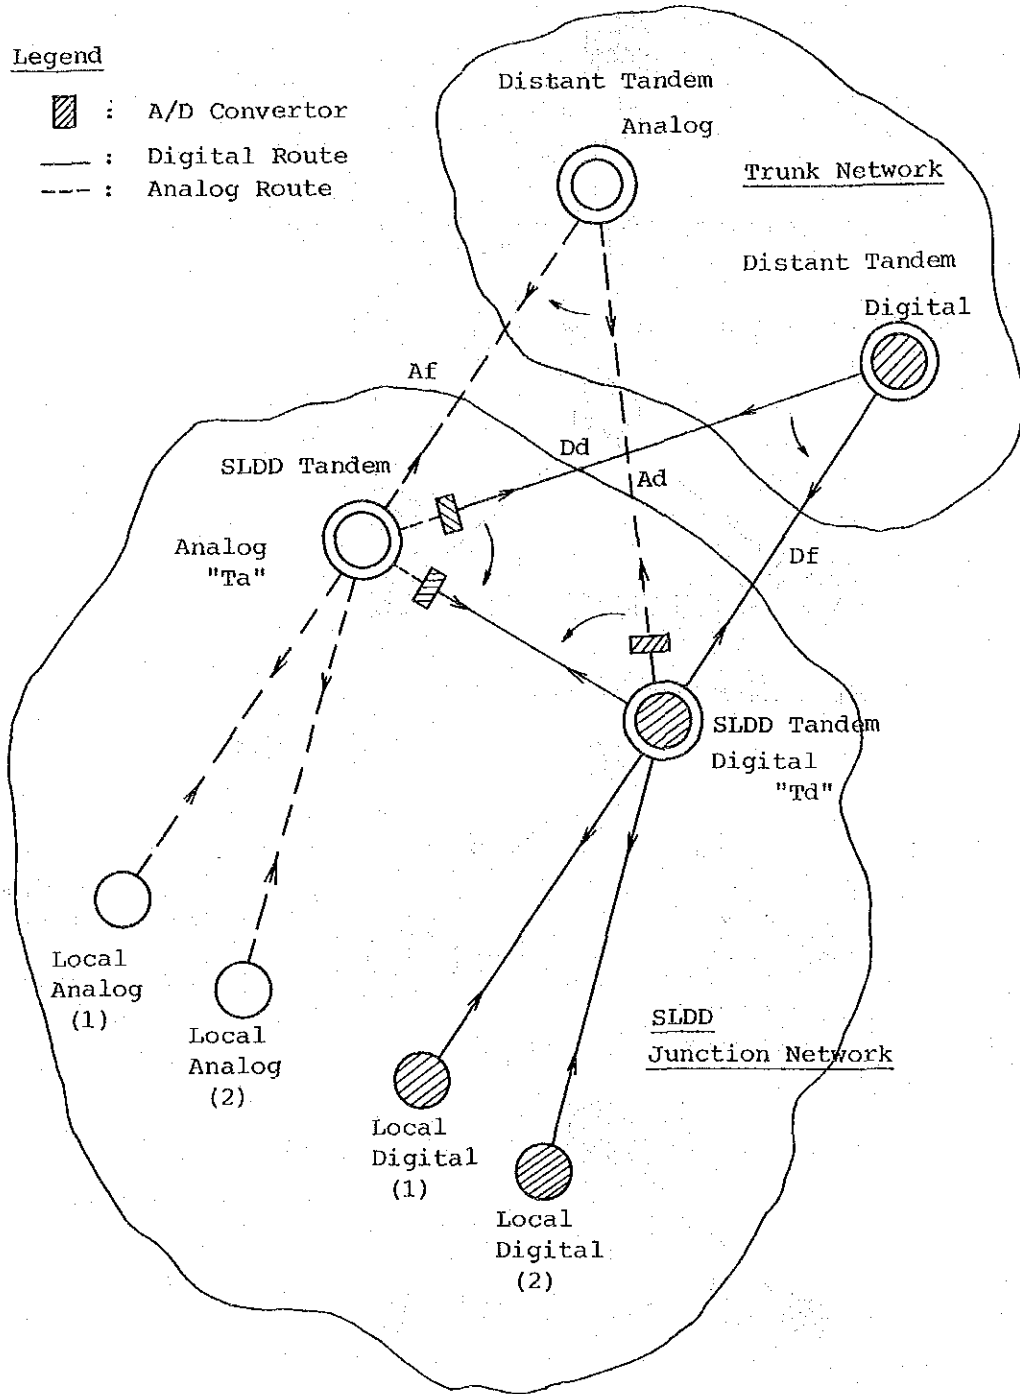 Legend
: A/D Convertor
: Digital Route
: Analog Route
Distant Tandem
Analog
Trunk Network
Distant Tandem
Digital
Af
SLDD Tandem
Dd
Ad
Analog
"Ta"
Df
SLDD Tandem
Digital
"Td"
Local
Analog
(1)
Local
Analog
(2)
SLDD
Junction Network
Local
Digital
(1)
Local
Digital
(2)